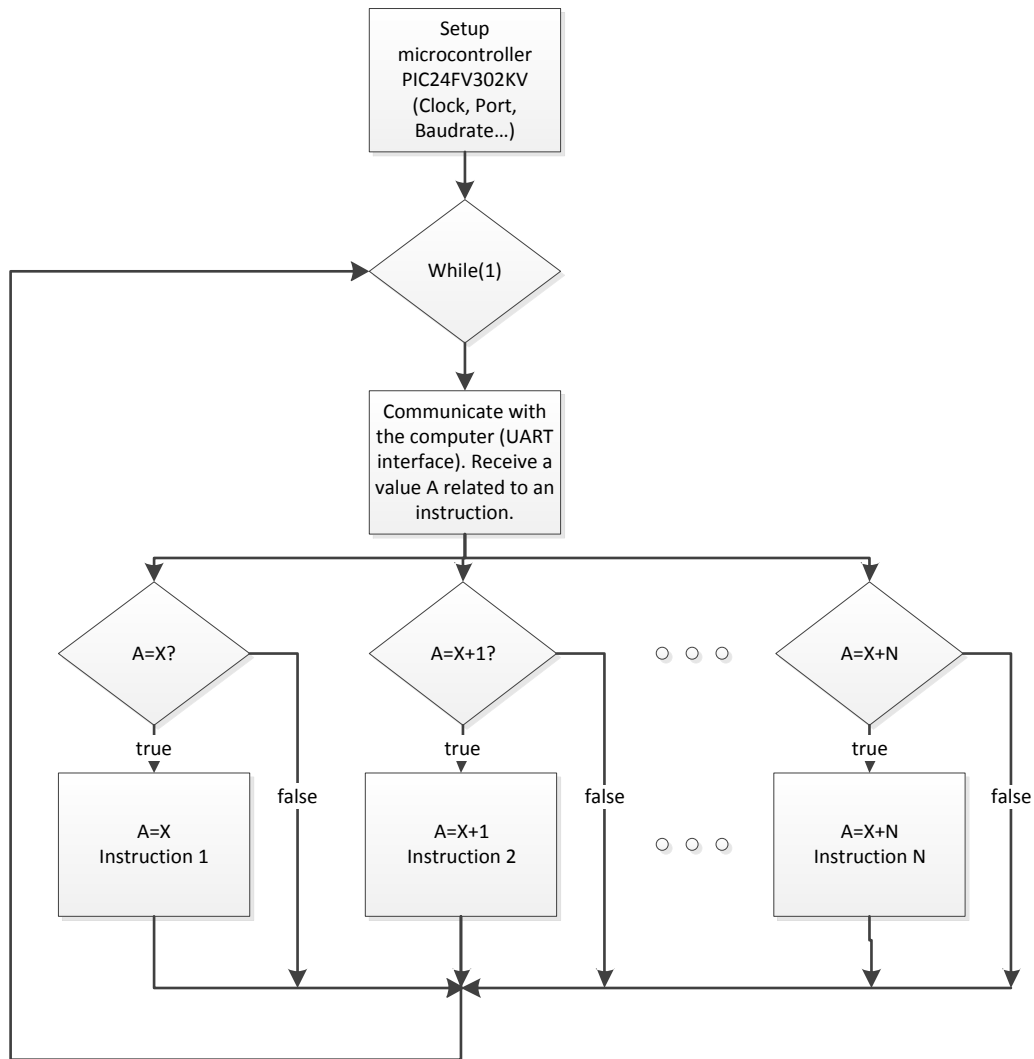 Setup
microcontroller
PIC24FV302KV
(Clock, Port,
Baudrate…)
While(1)
Communicate with
the computer (UART
interface). Receive a
value A related to an
instruction.
A=X?
A=X+1?
A=X+N
true
true
true
false
false
false
A=X
Instruction 1
A=X+1
Instruction 2
A=X+N
Instruction N